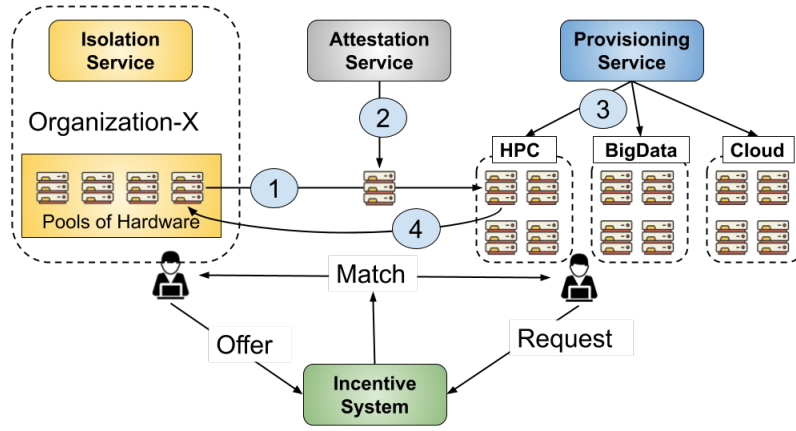 Isolation
Service
Attestation
Service
Provisioning
Service
Organization-X
2
3
HPC
BigData
Cloud
1
Pools of Hardware
4
Match
Offer
Request
Incentive
System